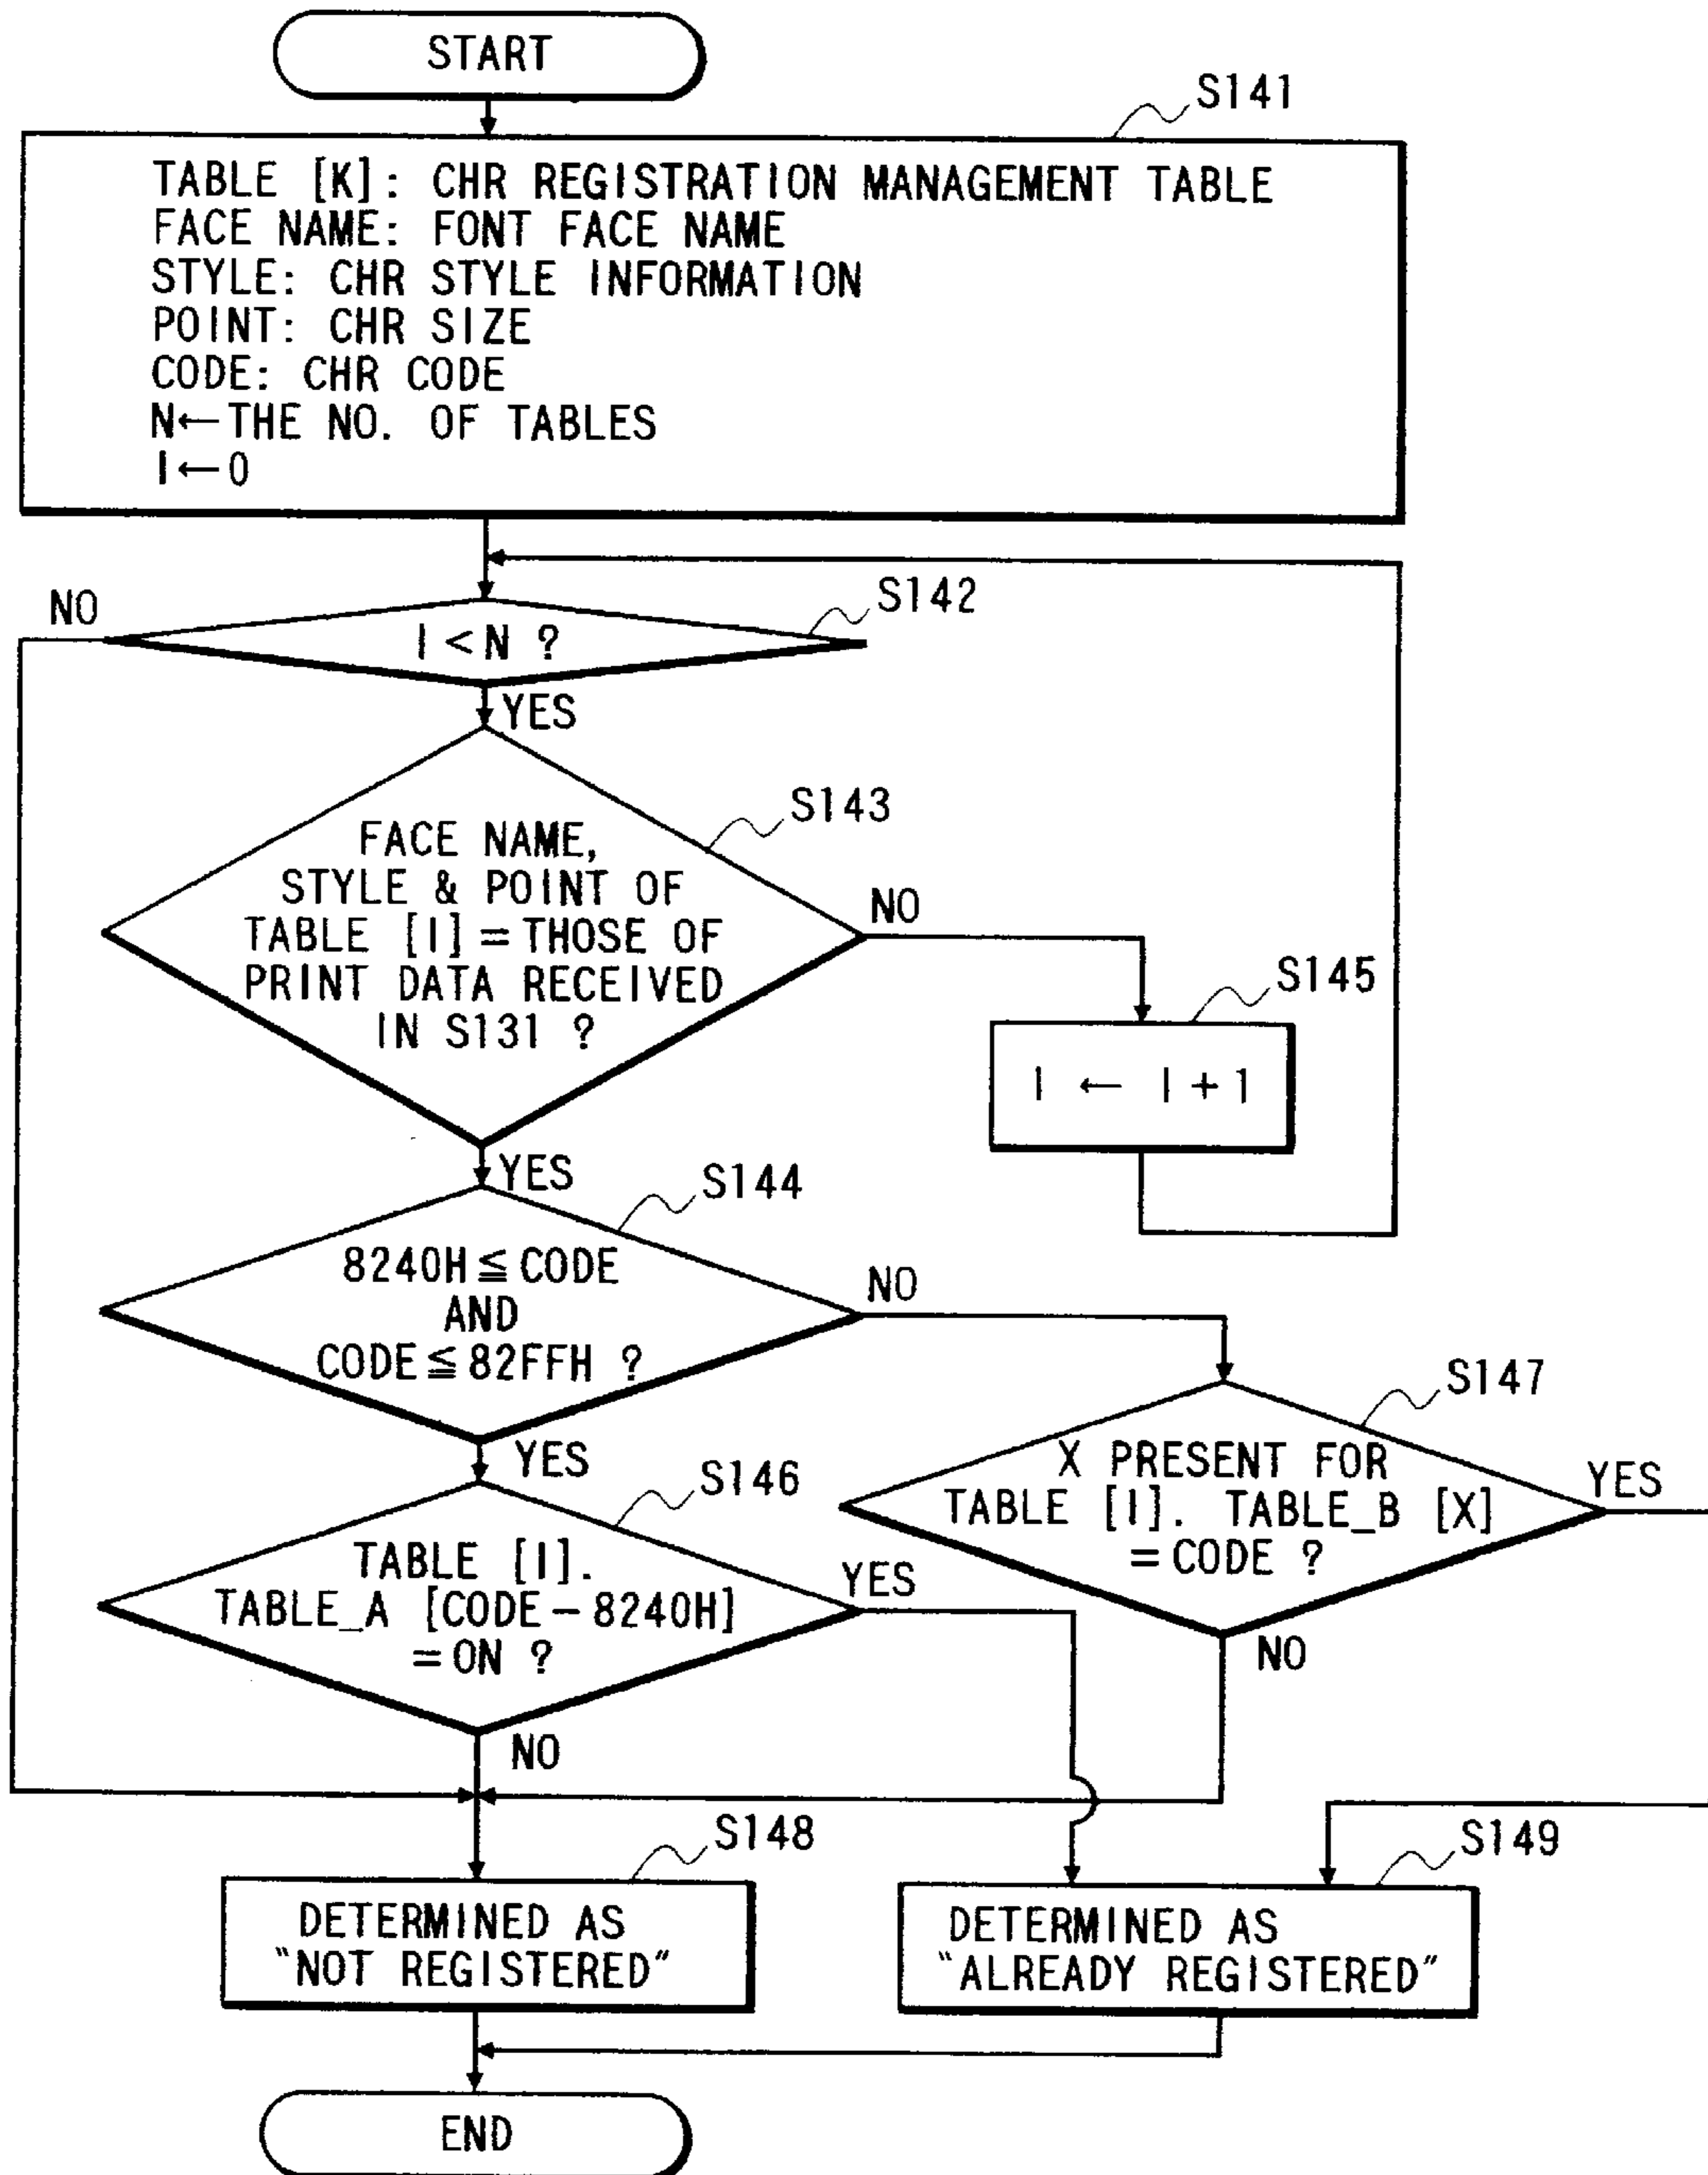 START
S141
TABLE [K]: CHR REGISTRATION MANAGEMENT TABLE
FACE NAME: FONT FACE NAME
STYLE: CHR STYLE INFORMATION
POINT: CHR SIZE
CODE: CHR CODE
N←THE NO. OF TABLES
I←0
S142
NO
I<N ?
YES
S143
FACE NAME,
STYLE & POINT OF
TABLE [I]=THOSE OF
PRINT DATA RECEIVED
IN S131 ?
NO
S145
I ← I+1
YES
S144
8240H≦CODE
AND
CODE≦82FFH ?
NO
S147
X PRESENT FOR
TABLE [I]. TABLE_B [X]
=CODE ?
YES
NO
YES
S146
TABLE [I].
TABLE_A [CODE-8240H]
=ON ?
YES
NO
S148
DETERMINED AS
"NOT REGISTERED"
S149
DETERMINED AS
"ALREADY REGISTERED"
END